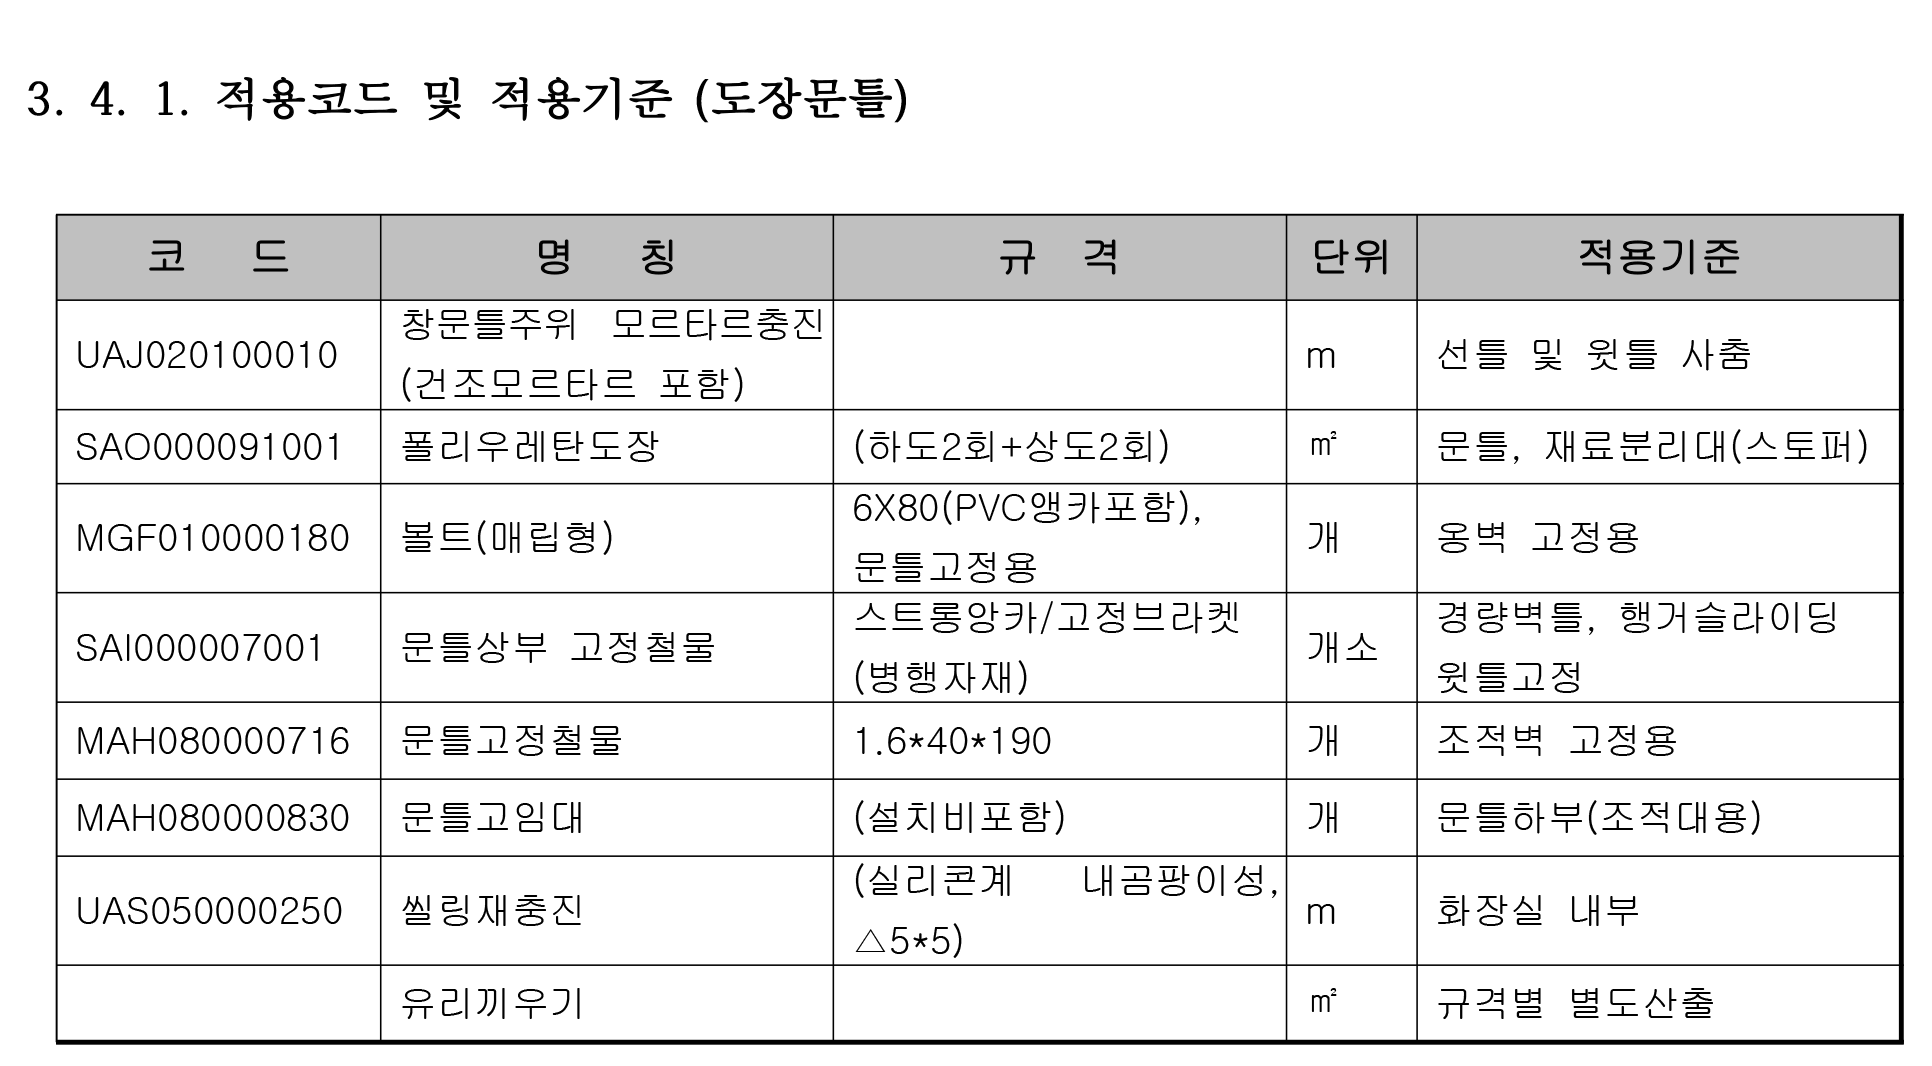 3. 4. 1. 적용코드 및 적용기준 (도장문틀)
코 드 명 칭 규 격 단위 적용기준
UAJ020100010 창문틀주위 모르타르충진 m 선틀 및 윗틀 사춤
(건조모르타르 포함)
SAO000091001 폴리우레탄도장 (하도2회+상도2회) ㎡ 문틀, 재료분리대(스토퍼)
MGF010000180 볼트(매립형) 6X80(PVC앵카포함), 개 옹벽 고정용
문틀고정용
SAI000007001 문틀상부 고정철물 스트롱앙카/고정브라켓 개소 경량벽틀, 행거슬라이딩
(병행자재) 윗틀고정
MAH080000716 문틀고정철물 1.6*40*190 개 조적벽 고정용
MAH080000830 문틀고임대 (설치비포함) 개 문틀하부(조적대용)
UAS050000250 씰링재충진 (실리콘계 내곰팡이성, m 화장실 내부
△5*5)
유리끼우기 ㎡ 규격별 별도산출